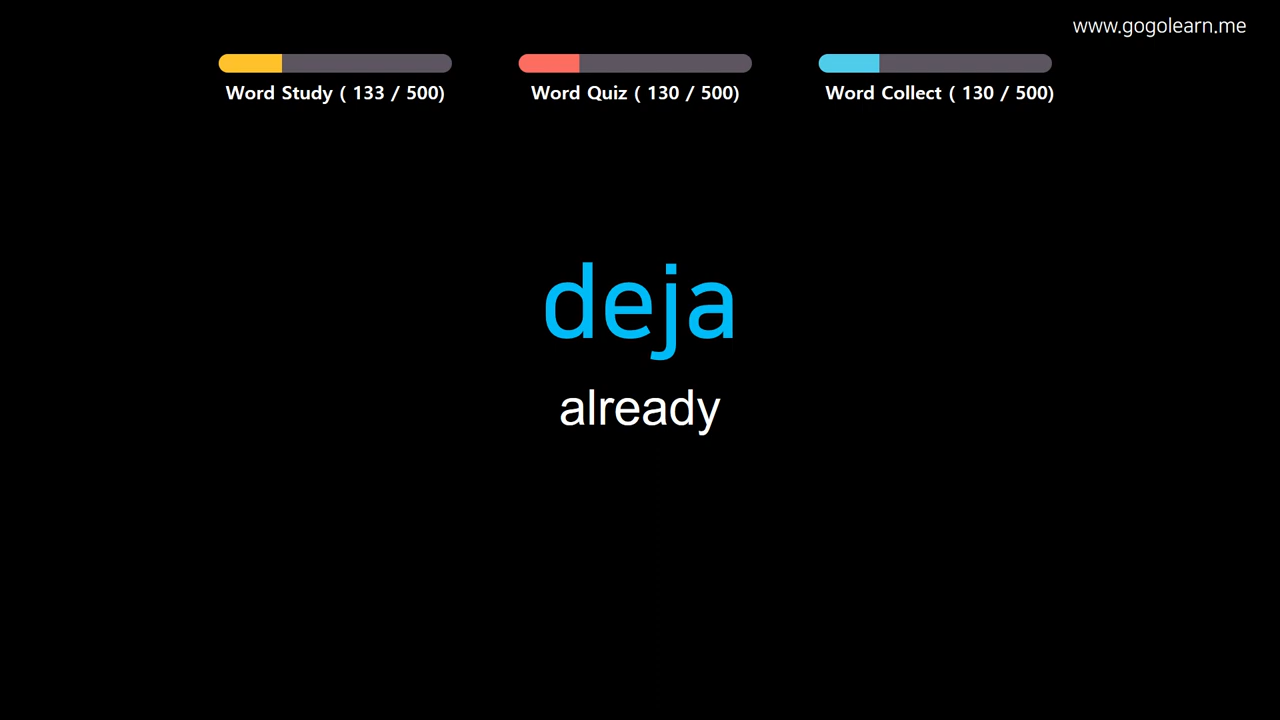 www.gogolearn.me
Word Study ( 133 / 500)
Word Quiz ( 130 / 500)
Word Collect ( 130 / 500)
deja
already